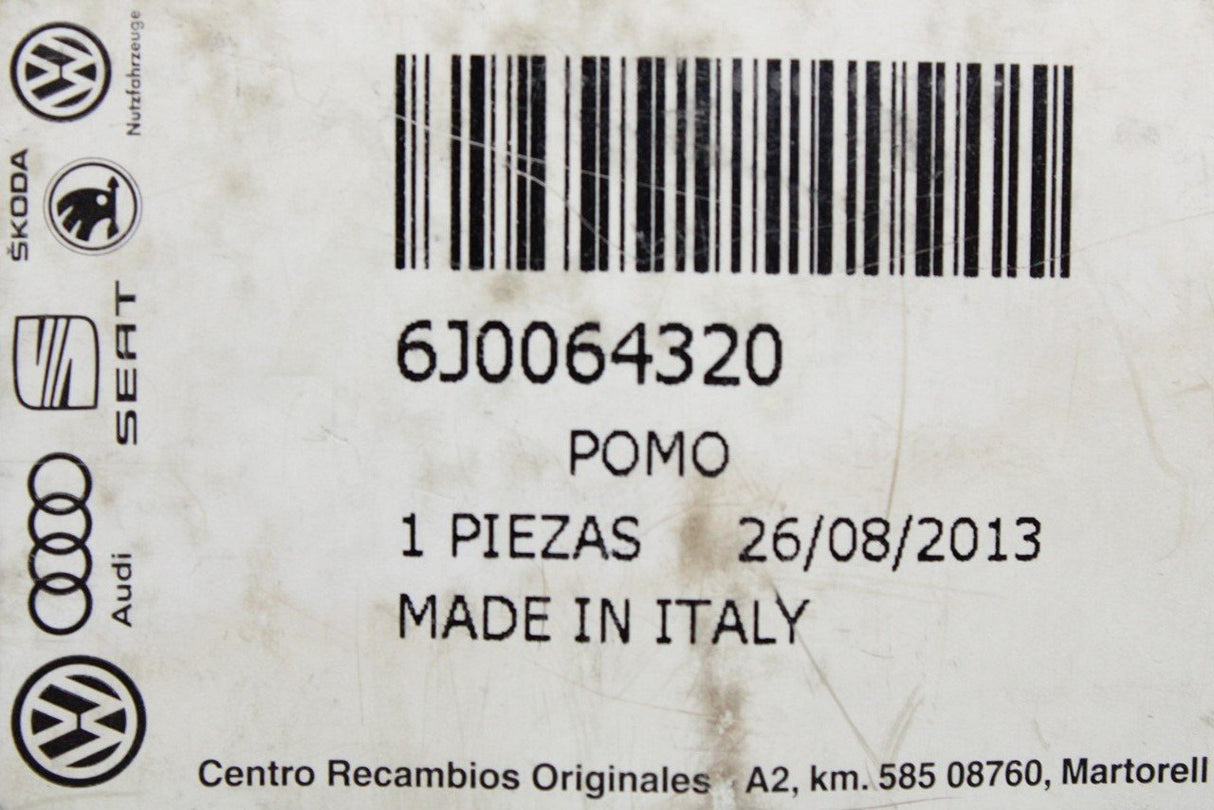 Nutzfahrzeuge
ŠKODA
SEAT
Audi
6J0064320
POMO
1 PIEZAS 26/08/2013
MADE IN ITALY
Centro Recambios Originales A2, km. 585 08760, Martorell